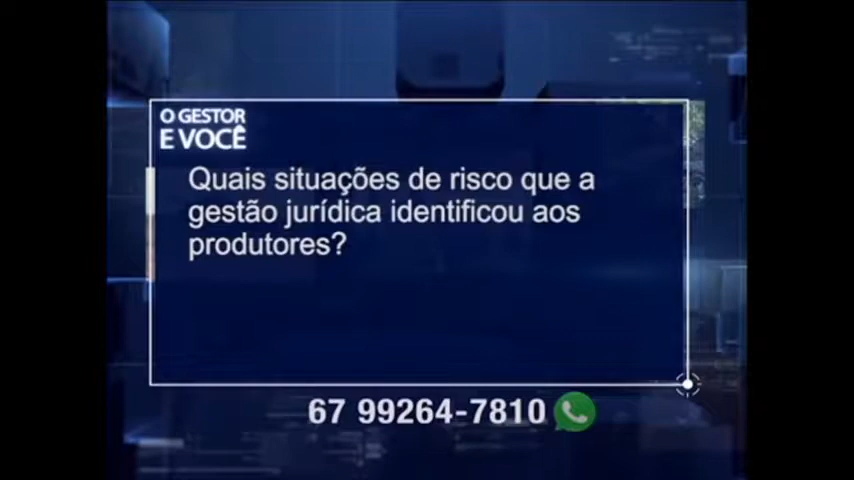 O GESTOR
E VOCÊ
Quais situações de risco que a
gestão jurídica identificou aos
produtores?
67 99264-7810